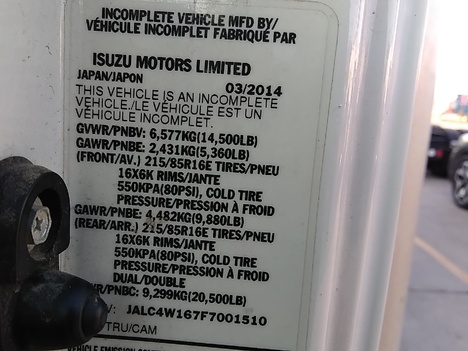 INCOMPLETE VEHICLE MFD BY/
VÉHICULE INCOMPLET FABRIQUÉ PAR
ISUZU MOTORS LIMITED
JAPAN/JAPON 03/2014
THIS VEHICLE IS AN INCOMPLETE
VEHICLE./LE VÉHICULE EST UN
VÉHICULE INCOMPLET.
GVWR/PNBV: 6,577KG(14,500LB)
GAWR/PNBE: 2,431KG(5,360LB)
(FRONT/AV.) 215/85R16E TIRES/PNEU
16X6K RIMS/JANTE
550KPA(80PSI), COLD TIRE
PRESSURE/PRESSION À FROID
GAWR/PNBE: 4,482KG(9,880LB)
(REAR/ARR.) 215/85R16E TIRES/PNEU
16X6K RIMS/JANTE
550KPA(80PSI), COLD TIRE
PRESSURE/PRESSION À FROID
DUAL/DOUBLE
R/PNBC: 9,299KG(20,500LB)
V: JALC4W167F7001510
/TRU/CAM
VEHICLE EMISSION